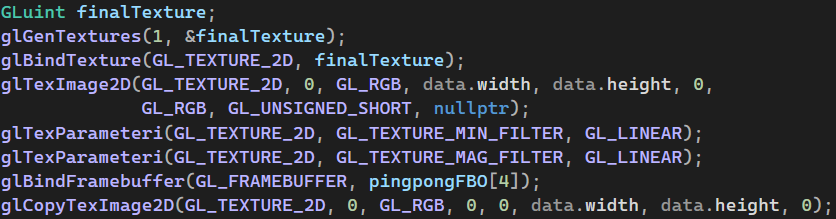 GLuint finalTexture;
glGenTextures(1, &finalTexture);
glBindTexture(GL_TEXTURE_2D, finalTexture);
glTexImage2D(GL_TEXTURE_2D, 0, GL_RGB, data.width, data.height, 0,
             GL_RGB, GL_UNSIGNED_SHORT, nullptr);
glTexParameteri(GL_TEXTURE_2D, GL_TEXTURE_MIN_FILTER, GL_LINEAR);
glTexParameteri(GL_TEXTURE_2D, GL_TEXTURE_MAG_FILTER, GL_LINEAR);
glBindFramebuffer(GL_FRAMEBUFFER, pingpongFBO[4]);
glCopyTexImage2D(GL_TEXTURE_2D, 0, GL_RGB, 0, 0, data.width, data.height, 0);